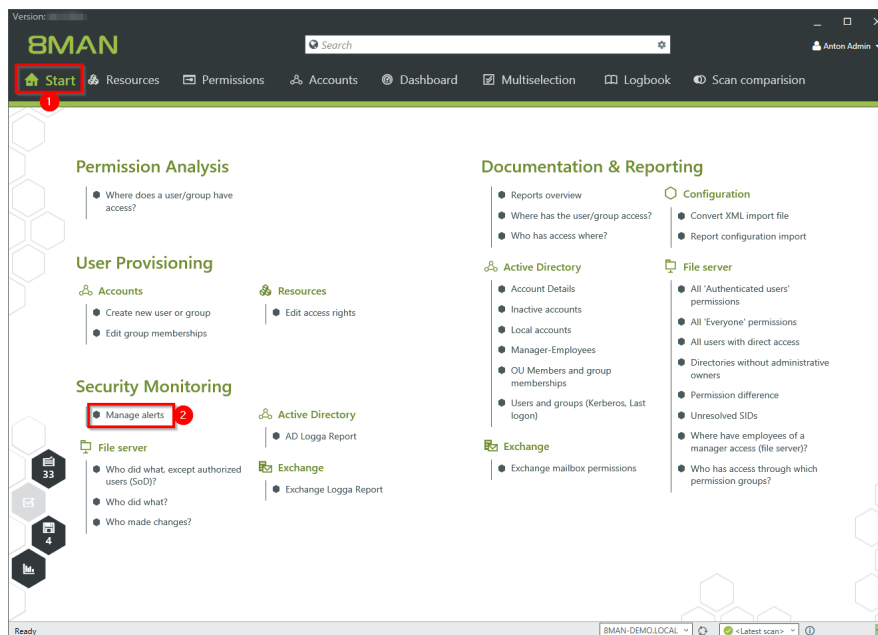 Version:
8MAN
Search
Anton Admin
Start
Resources
Permissions
Accounts
Dashboard
Multiselection
Logbook
Scan comparision
1
Permission Analysis
Where does a user/group have
access?
User Provisioning
Accounts
Create new user or group
Edit group memberships
Resources
Edit access rights
Security Monitoring
Manage alerts
2
File server
Who did what, except authorized
users (SoD)?
Who did what?
Who made changes?
Active Directory
AD Logga Report
Exchange
Exchange Logga Report
Documentation & Reporting
Reports overview
Where has the user/group access?
Who has access where?
Active Directory
Account Details
Inactive accounts
Local accounts
Manager-Employees
OU Members and group
memberships
Users and groups (Kerberos, Last
logon)
Exchange
Exchange mailbox permissions
Configuration
Convert XML import file
Report configuration import
File server
All 'Authenticated users'
permissions
All 'Everyone' permissions
All users with direct access
Directories without administrative
owners
Permission difference
Unresolved SIDs
Where have employees of a
manager access (file server)?
Who has access through which
permission groups?
33
4
Ready
8MAN-DEMO.LOCAL
<Latest scan>